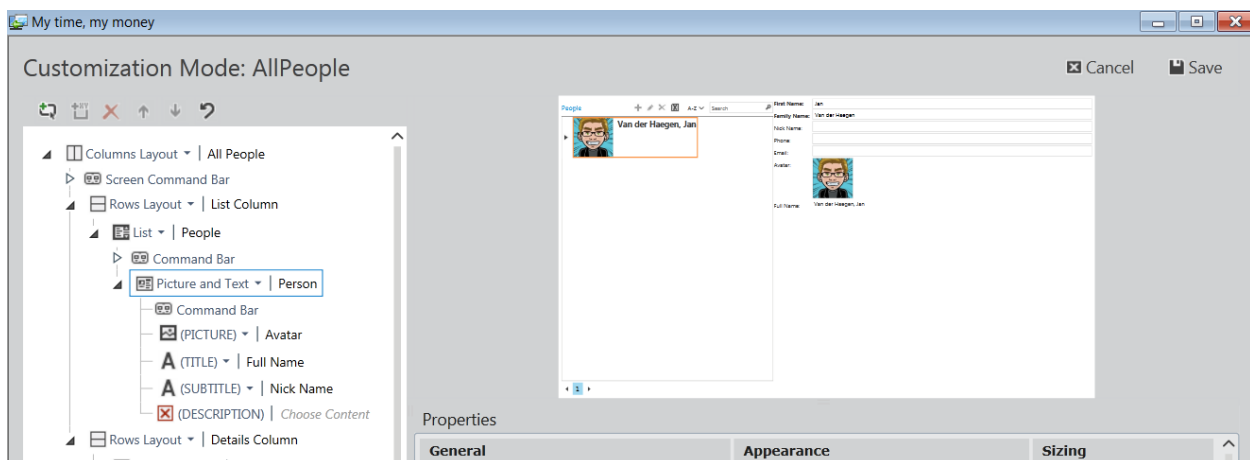 My time, my money
Customization Mode: AllPeople
Cancel
Save
Columns Layout | All People
Screen Command Bar
Rows Layout | List Column
List | People
Command Bar
Picture and Text | Person
Command Bar
(PICTURE) | Avatar
A (TITLE) | Full Name
A (SUBTITLE) | Nick Name
(DESCRIPTION) | Choose Content
Rows Layout | Details Column
People A-Z Search
Van der Haegen, Jan
1
First Name: Jan
Family Name: Van der Haegen
Nick Name:
Phone:
Email:
Avatar:
Full Name: Van der Haegen, Jan
Properties
General Appearance Sizing